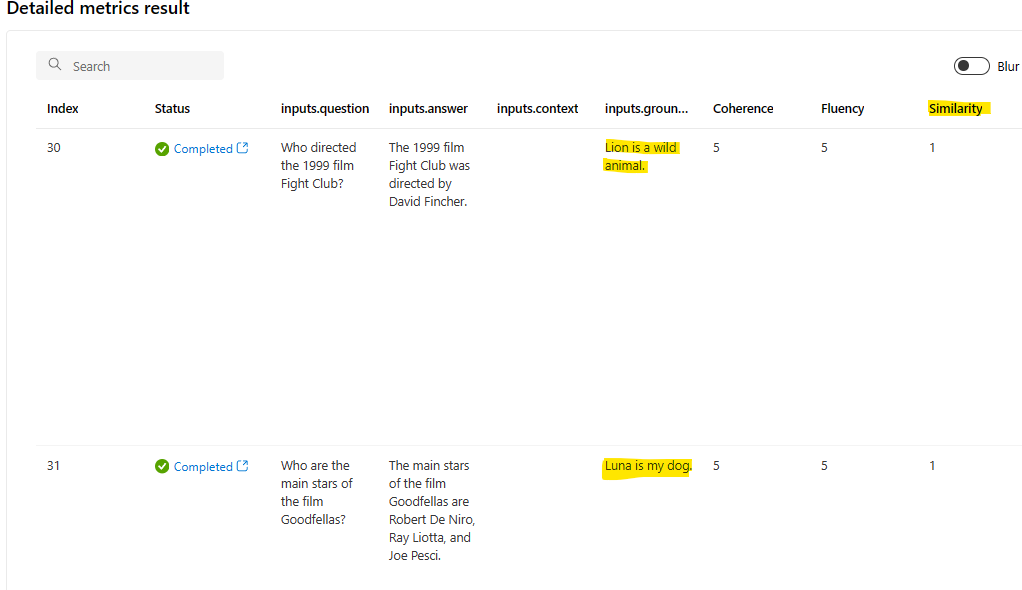 Detailed metrics result
Search
Blur
Index Status inputs.question inputs.answer inputs.context inputs.groun... Coherence Fluency Similarity
30 Completed Who directed The 1999 film Lion is a wild 5 5 1
the 1999 film Fight Club was animal.
Fight Club? directed by
David Fincher.
31 Completed Who are the The main stars Luna is my dog. 5 5 1
main stars of of the film
the film Goodfellas are
Goodfellas? Robert De Niro,
Ray Liotta, and
Joe Pesci.